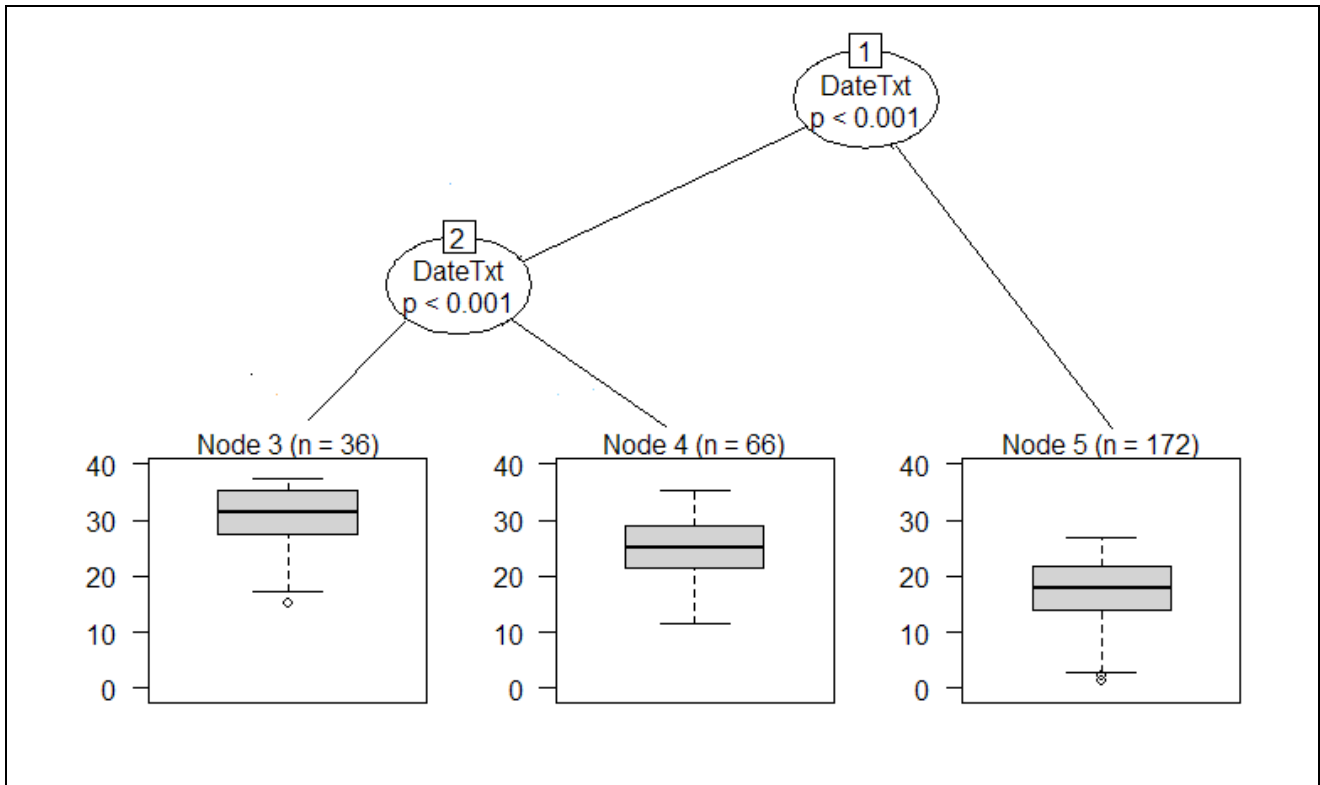 1
DateTxt
p < 0.001
2
DateTxt
p < 0.001
Node 3 (n = 36)
40
30
20
10
0
Node 4 (n = 66)
40
30
20
10
0
Node 5 (n = 172)
40
30
20
10
0